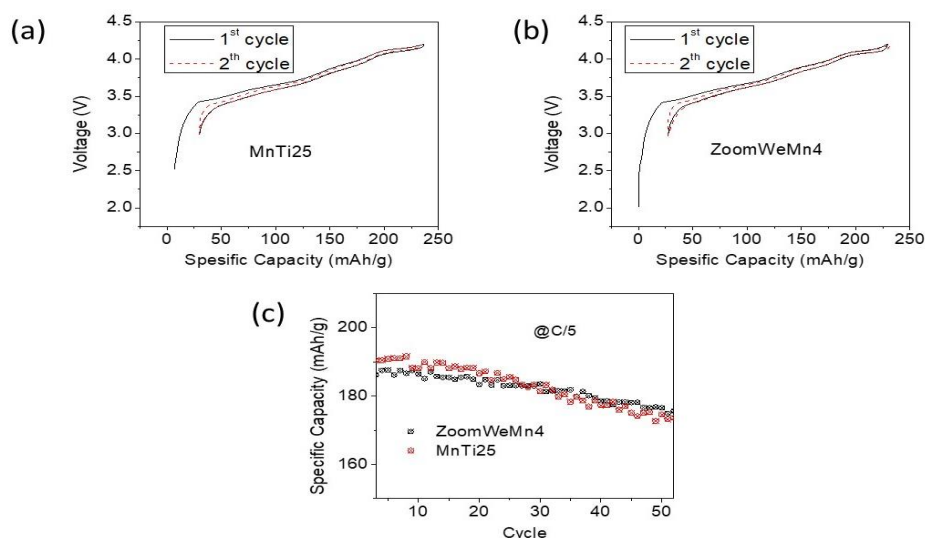 (a)
4.5
4.0
3.5
3.0
2.5
2.0
Voltage (V)
1st cycle
2th cycle
MnTi25
0 50 100 150 200 250
Spesific Capacity (mAh/g)
(b)
4.5
4.0
3.5
3.0
2.5
2.0
Voltage (V)
1st cycle
2th cycle
ZoomWeMn4
0 50 100 150 200 250
Spesific Capacity (mAh/g)
(c)
200
180
160
Specific Capacity (mAh/g)
@C/5
ZoomWeMn4
MnTi25
10 20 30 40 50
Cycle